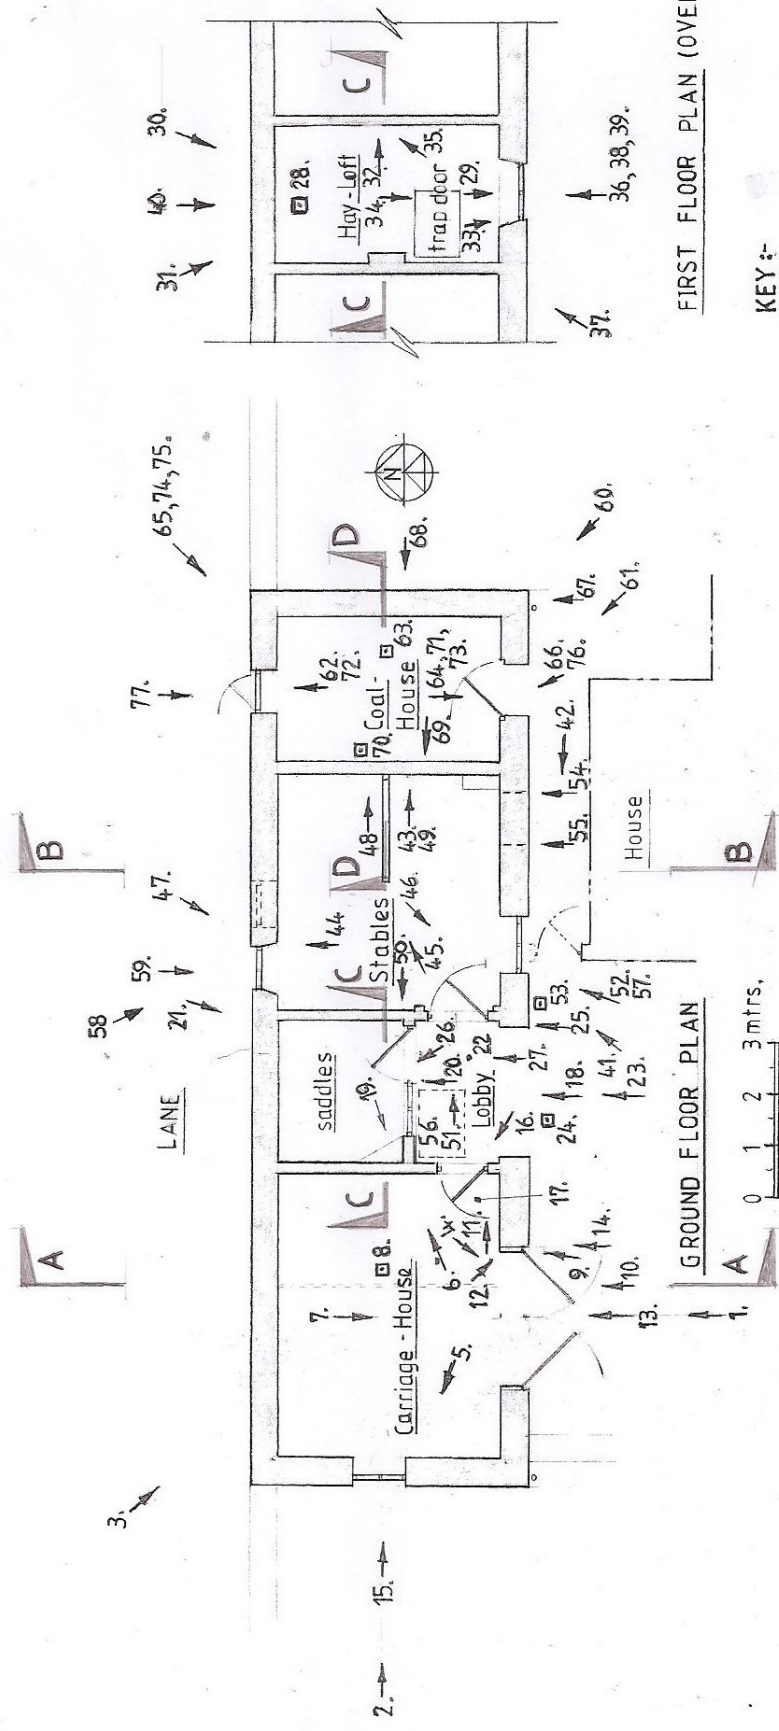 A
B
A
B
LANE
3.
58
21.
59.
47.
77.
65,74,75.
2.
15.
Carriage - House
7.
8.
5.
6.
4.
11.
12.
17.
9.
14.
10.
13.
1.
C
C
saddles
19.
Lobby
26.
20.
22
56.
51.
16.
27.
24.
18.
25.
41.
23.
53.
52.
57.
Stables
44
50.
45.
46.
48
43.
49.
D
D
Coal-
House
62.
72.
63.
64,
71,
73.
70.
69.
68.
N
67.
61.
60.
66.
76.
42.
54.
55.
House
GROUND FLOOR PLAN
0 1 2 3 mtrs.
31.
40.
30.
C
C
28.
Hay-Loft
34.
32.
35.
trap door
33.
29.
37.
36, 38, 39.
FIRST FLOOR PLAN (OVE
KEY :-